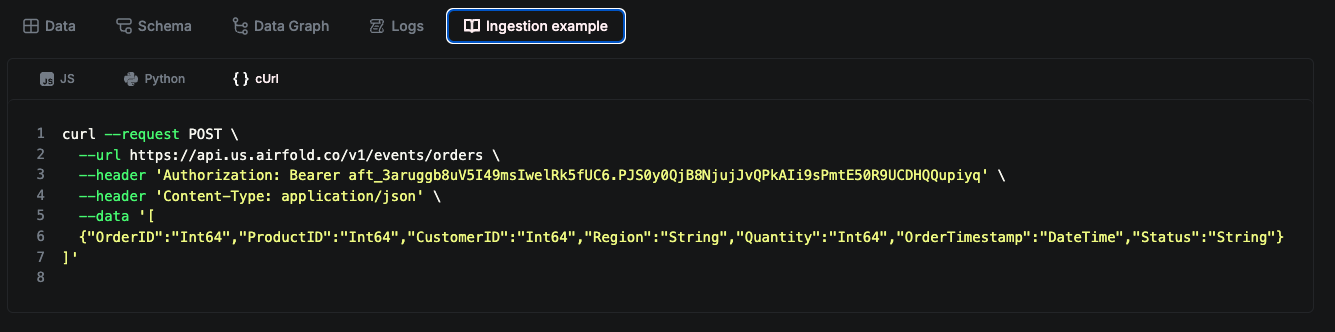 Data Schema Data Graph Logs Ingestion example
JS JS Python { } cUrl
1 curl --request POST \
2 --url https://api.us.airfold.co/v1/events/orders \
3 --header 'Authorization: Bearer aft_3aruggb8uV5I49msIwelRk5fUC6.PJS0y0QjB8NjujJvQPkAIi9sPmtE50R9UCDHQQupiyq' \
4 --header 'Content-Type: application/json' \
5 --data '[
6 {"OrderID":"Int64","ProductID":"Int64","CustomerID":"Int64","Region":"String","Quantity":"Int64","OrderTimestamp":"DateTime","Status":"String"}
7 ]'
8